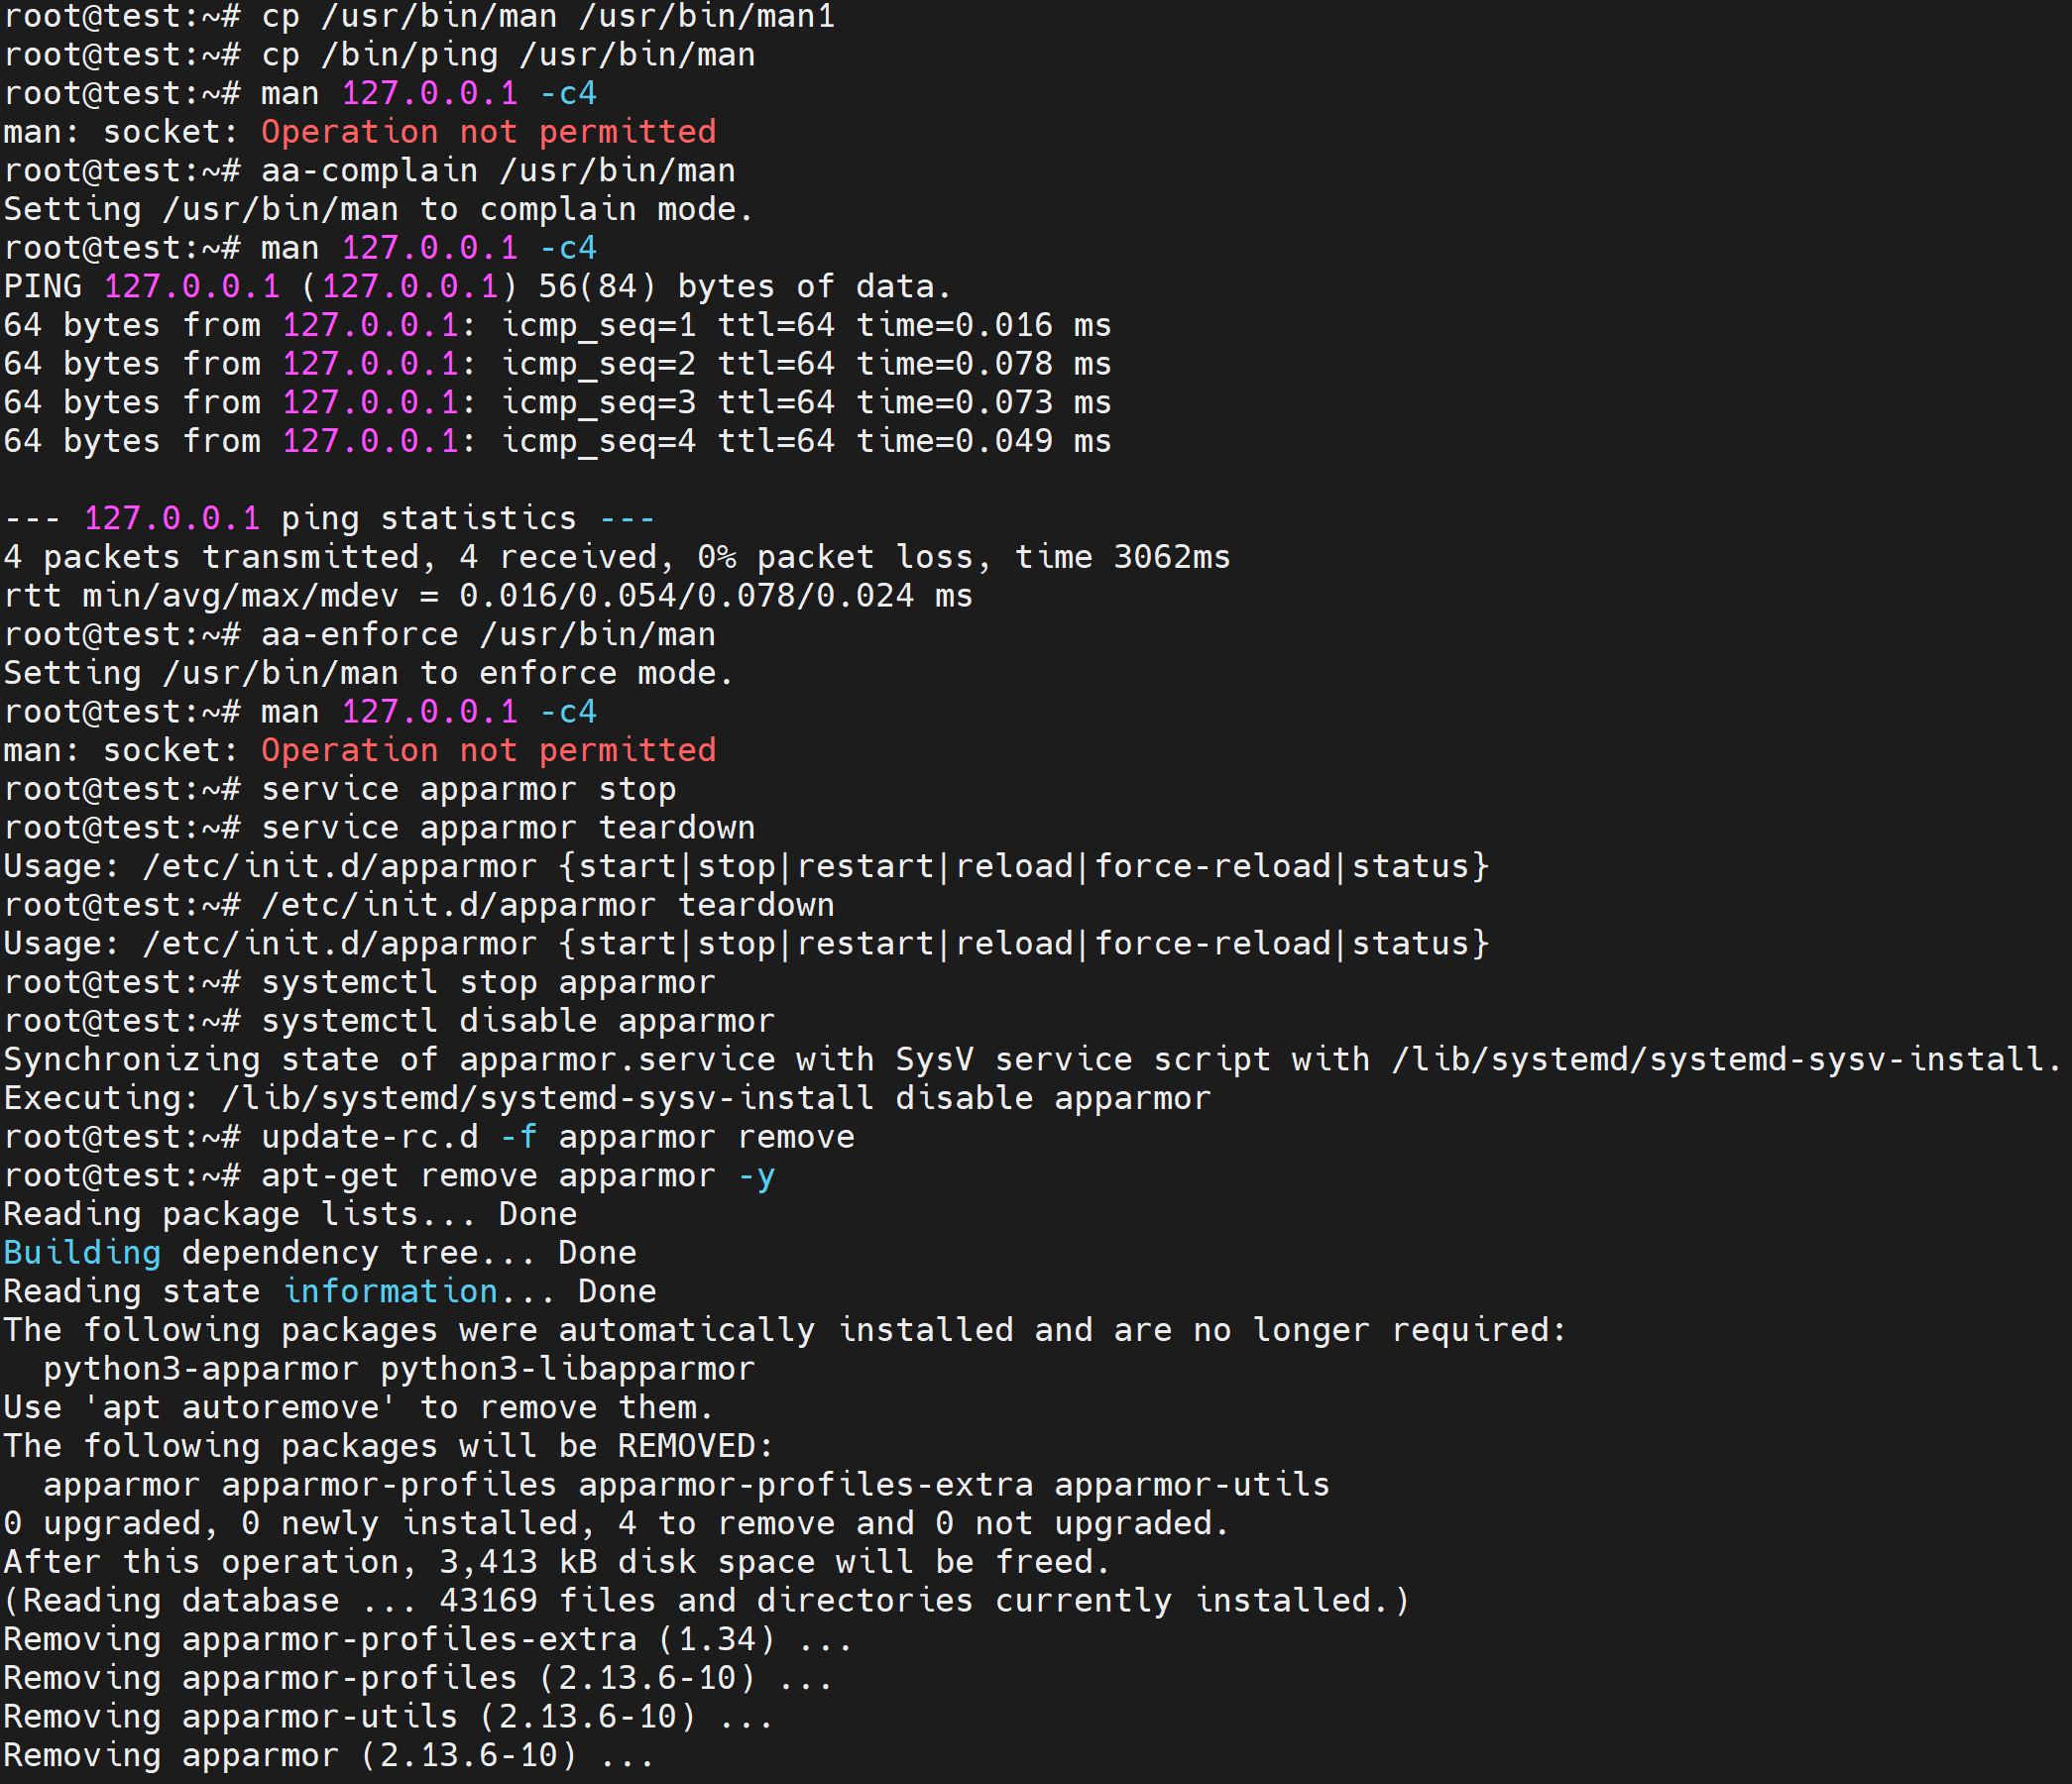 root@test:~# cp /usr/bin/man /usr/bin/man1
root@test:~# cp /bin/ping /usr/bin/man
root@test:~# man 127.0.0.1 -c4
man: socket: Operation not permitted
root@test:~# aa-complain /usr/bin/man
Setting /usr/bin/man to complain mode.
root@test:~# man 127.0.0.1 -c4
PING 127.0.0.1 (127.0.0.1) 56(84) bytes of data.
64 bytes from 127.0.0.1: icmp_seq=1 ttl=64 time=0.016 ms
64 bytes from 127.0.0.1: icmp_seq=2 ttl=64 time=0.078 ms
64 bytes from 127.0.0.1: icmp_seq=3 ttl=64 time=0.073 ms
64 bytes from 127.0.0.1: icmp_seq=4 ttl=64 time=0.049 ms

--- 127.0.0.1 ping statistics ---
4 packets transmitted, 4 received, 0% packet loss, time 3062ms
rtt min/avg/max/mdev = 0.016/0.054/0.078/0.024 ms
root@test:~# aa-enforce /usr/bin/man
Setting /usr/bin/man to enforce mode.
root@test:~# man 127.0.0.1 -c4
man: socket: Operation not permitted
root@test:~# service apparmor stop
root@test:~# service apparmor teardown
Usage: /etc/init.d/apparmor {start|stop|restart|reload|force-reload|status}
root@test:~# /etc/init.d/apparmor teardown
Usage: /etc/init.d/apparmor {start|stop|restart|reload|force-reload|status}
root@test:~# systemctl stop apparmor
root@test:~# systemctl disable apparmor
Synchronizing state of apparmor.service with SysV service script with /lib/systemd/systemd-sysv-install.
Executing: /lib/systemd/systemd-sysv-install disable apparmor
root@test:~# update-rc.d -f apparmor remove
root@test:~# apt-get remove apparmor -y
Reading package lists... Done
Building dependency tree... Done
Reading state information... Done
The following packages were automatically installed and are no longer required:
  python3-apparmor python3-libapparmor
Use 'apt autoremove' to remove them.
The following packages will be REMOVED:
  apparmor apparmor-profiles apparmor-profiles-extra apparmor-utils
0 upgraded, 0 newly installed, 4 to remove and 0 not upgraded.
After this operation, 3,413 kB disk space will be freed.
(Reading database ... 43169 files and directories currently installed.)
Removing apparmor-profiles-extra (1.34) ...
Removing apparmor-profiles (2.13.6-10) ...
Removing apparmor-utils (2.13.6-10) ...
Removing apparmor (2.13.6-10) ...